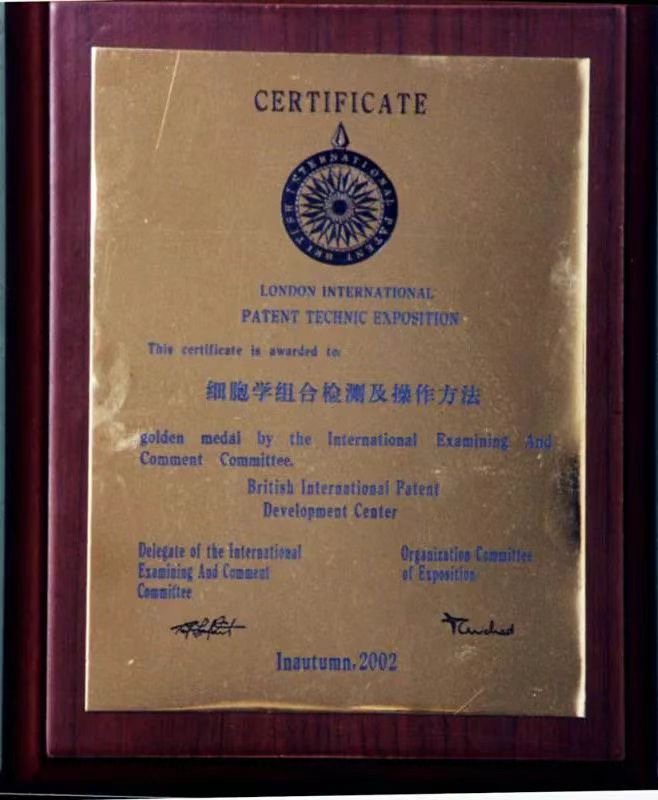 CERTIFICATE
BRITISH INTERNATIONAL PATENT
LONDON INTERNATIONAL
PATENT TECHNIC EXPOSITION
This certificate is awarded to:
细胞学组合检测及操作方法
golden medal by the International Examining And
Comment Committee.
British International Patent
Development Center
Delegate of the International
Examining And Comment
Committee
Organization Committee
of Exposition
Inautumn,2002